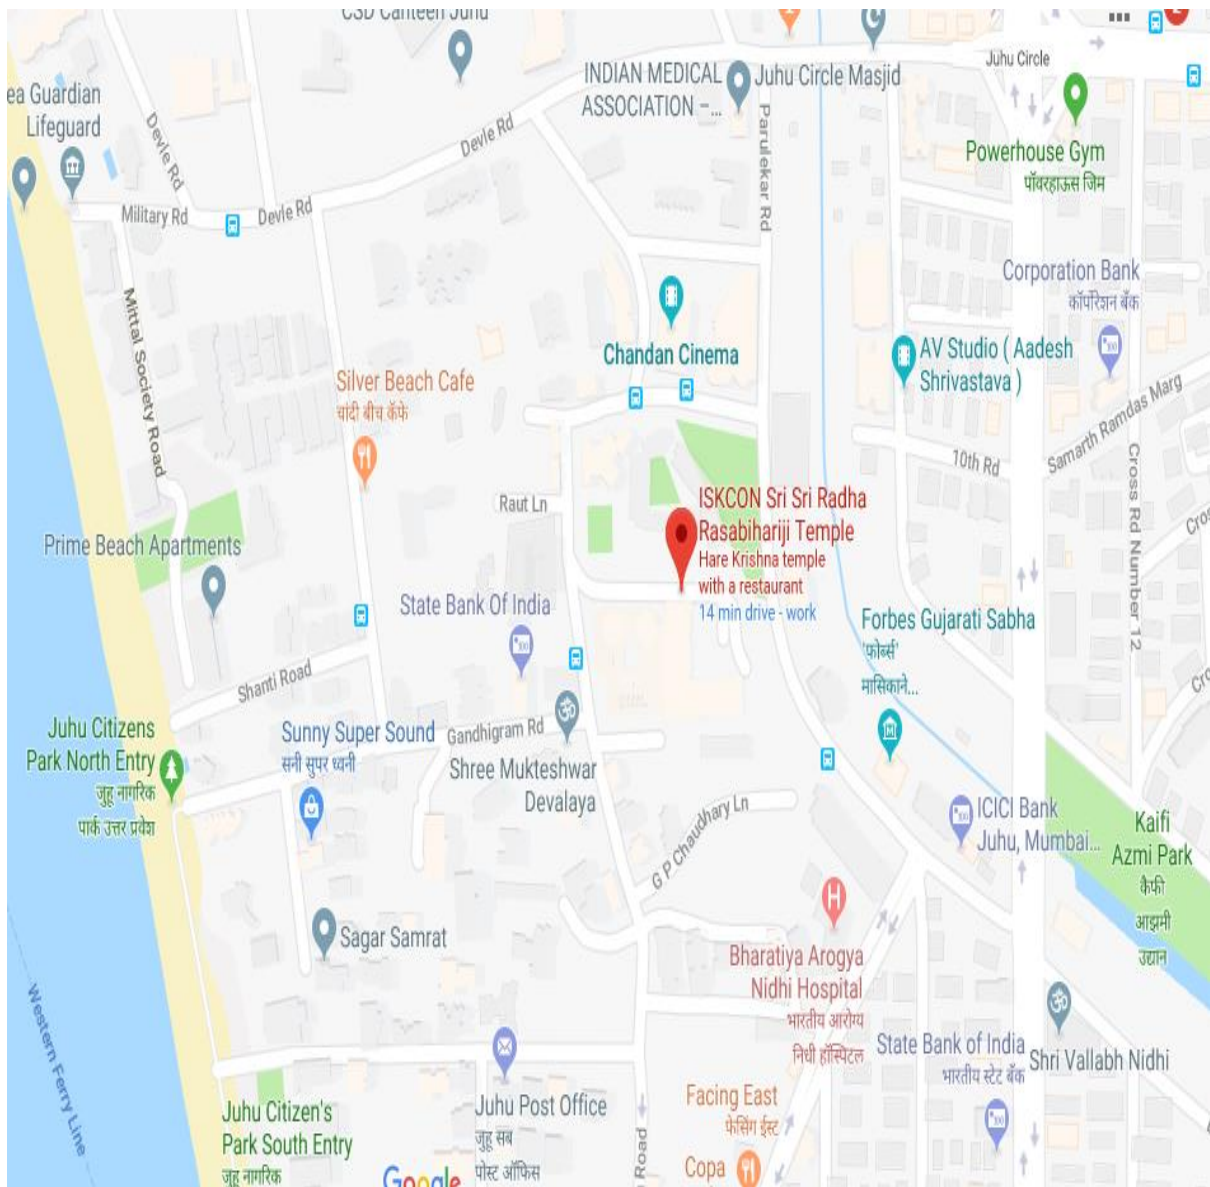 CSD Canteen Juhu
Juhu Circle
INDIAN MEDICAL
ASSOCIATION –...
Juhu Circle Masjid
ea Guardian
Lifeguard
Devle Rd
Devle Rd
Parulekar Rd
Powerhouse Gym
पॉवरहाऊस जिम
Military Rd
Devle Rd
Corporation Bank
कॉर्पोरेशन बँक
Mittal Society Road
Chandan Cinema
AV Studio ( Aadesh
Shrivastava )
Silver Beach Cafe
चांदी बीच कॅफे
Samarth Ramdas Marg
10th Rd
Cross Rd Number 12
Raut Ln
ISKCON Sri Sri Radha
Rasabihariji Temple
Hare Krishna temple
with a restaurant
14 min drive - work
Cros
Prime Beach Apartments
State Bank Of India
Forbes Gujarati Sabha
'फोर्ब्स'
मासिकाने...
Shanti Road
Cro
Juhu Citizens
Park North Entry
जुहू नागरिक
पार्क उत्तर प्रवेश
Sunny Super Sound
सनी सुपर ध्वनी
Gandhigram Rd
Shree Mukteshwar
Devalaya
G P Chaudhary Ln
ICICI Bank
Juhu, Mumbai...
Kaifi
Azmi Park
कैफी
आझमी
उद्यान
Sagar Samrat
Bharatiya Arogya
Nidhi Hospital
भारतीय आरोग्य
निधी हॉस्पिटल
Western Ferry Line
State Bank of India
भारतीय स्टेट बँक
Shri Vallabh Nidhi
Juhu Citizen's
Park South Entry
जुहू नागरिक
Juhu Post Office
जुहू सब
पोस्ट ऑफिस
Facing East
फेसिंग ईस्ट
Copa
Road
Google